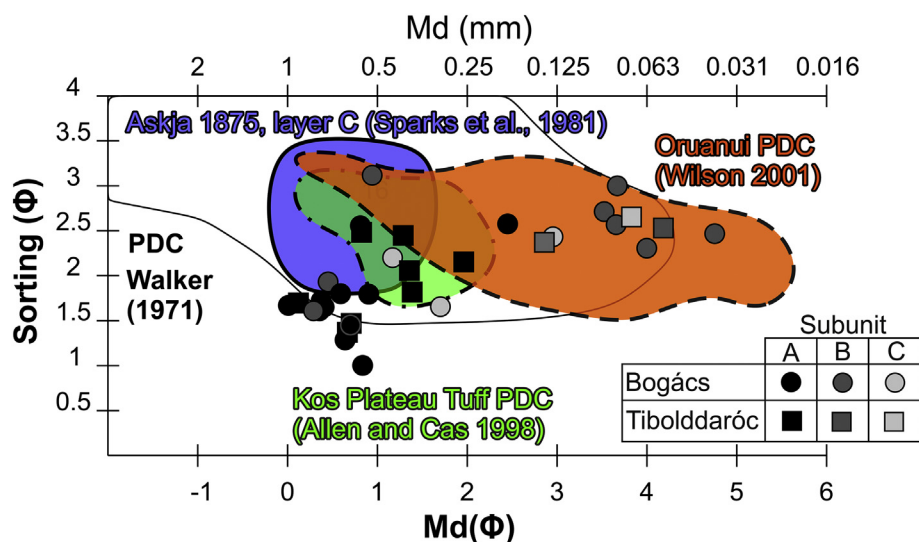 Md (mm)
2 1 0.5 0.25 0.125 0.063 0.031 0.016
4
3.5
3
2.5
2
1.5
1
0.5
Sorting (Φ)
Askja 1875, layer C (Sparks et al., 1981)
Oruanui PDC
(Wilson 2001)
PDC
Walker
(1971)
Kos Plateau Tuff PDC
(Allen and Cas 1998)
Subunit
A B C
Bogács
Tibolddaróc
-1 0 1 2 3 4 5 6
Md(Φ)